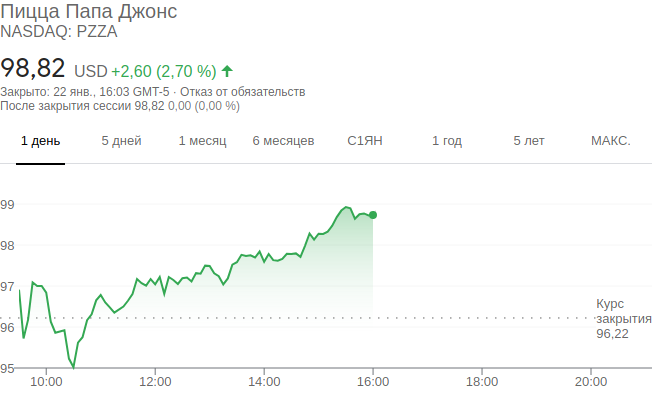 Пицца Папа Джонс
NASDAQ: PZZA
98,82 USD +2,60 (2,70 %)
Закрыто: 22 янв., 16:03 GMT-5 · Отказ от обязательств
После закрытия сессии 98,82 0,00 (0,00 %)
1 день 5 дней 1 месяц 6 месяцев С1ЯН 1 год 5 лет МАКС.
99
98
97
Курс
закрытия
96,22
96
95
10:00 12:00 14:00 16:00 18:00 20:00